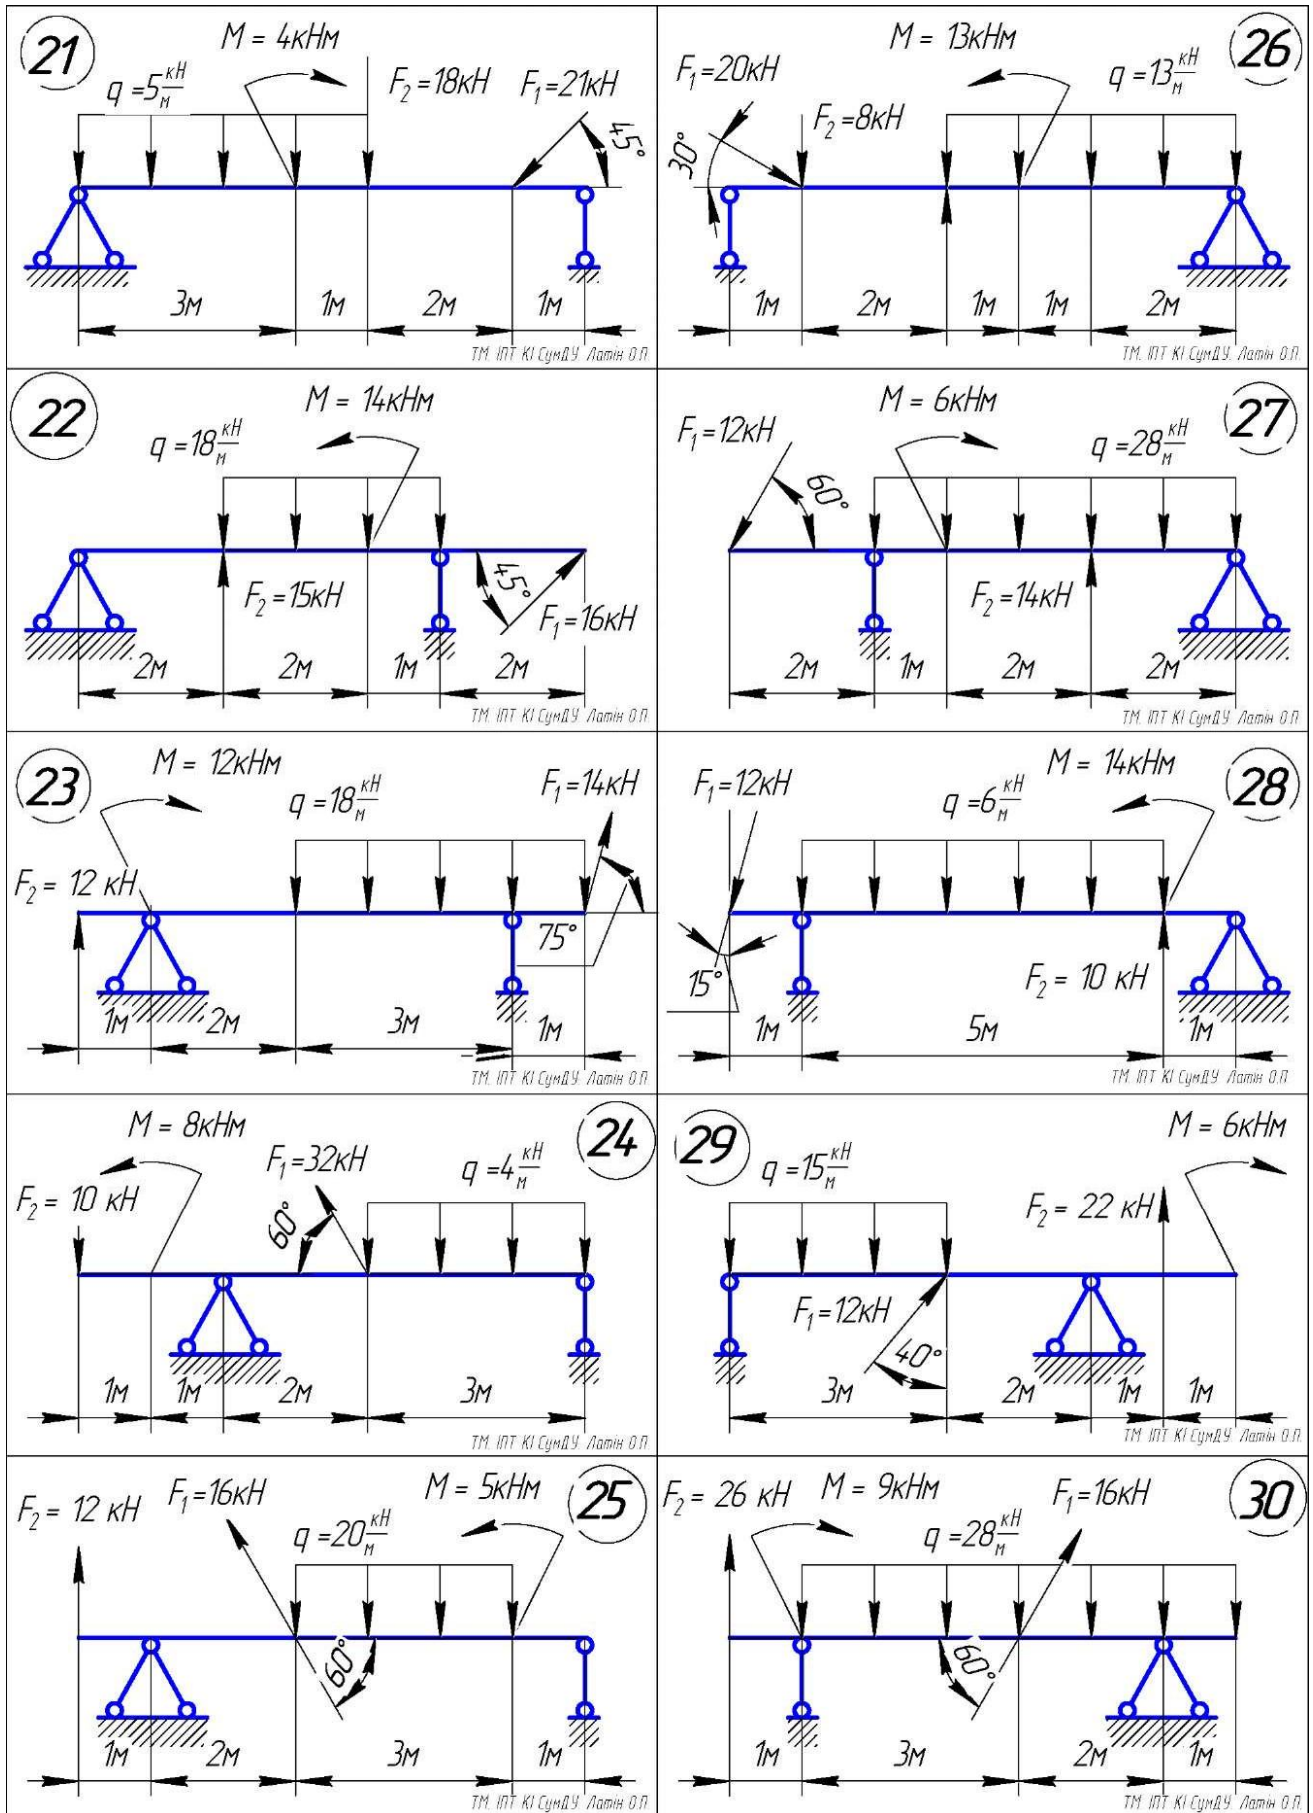 21
M = 4кНм
q = 5 кН/м
F₂ = 18кН
F₁ = 21кН
45°
3м 1м 2м 1м
ТМ. ІПТ КІ СумДУ Латін О.П.
26
M = 13кНм
F₁ = 20кН
q = 13 кН/м
F₂ = 8кН
30°
1м 2м 1м 1м 2м
ТМ. ІПТ КІ СумДУ. Латін О.П.
22
M = 14кНм
q = 18 кН/м
F₂ = 15кН
45°
F₁ = 16кН
2м 2м 1м 2м
ТМ. ІПТ КІ СумДУ Латін О.П.
27
M = 6кНм
F₁ = 12кН
q = 28 кН/м
60°
F₂ = 14кН
2м 1м 2м 2м
ТМ. ІПТ КІ СумДУ Латін О.П.
23
M = 12кНм
q = 18 кН/м
F₁ = 14кН
F₂ = 12 кН
75°
1м 2м 3м 1м
ТМ. ІПТ КІ СумДУ Латін О.П.
28
M = 14кНм
F₁ = 12кН
q = 6 кН/м
15°
F₂ = 10 кН
1м 5м 1м
ТМ. ІПТ КІ СумДУ Латін О.П.
24
M = 8кНм
F₁ = 32кН
q = 4 кН/м
F₂ = 10 кН
60°
1м 1м 2м 3м
ТМ. ІПТ КІ СумДУ Латін О.П.
29
M = 6кНм
q = 15 кН/м
F₂ = 22 кН
F₁ = 12кН
40°
3м 2м 1м 1м
ТМ. ІПТ КІ СумДУ Латін О.П.
25
F₂ = 12 кН
F₁ = 16кН
M = 5кНм
q = 20 кН/м
60°
1м 2м 3м 1м
ТМ. ІПТ КІ СумДУ Латін О.П.
30
F₂ = 26 кН
M = 9кНм
F₁ = 16кН
q = 28 кН/м
60°
1м 3м 2м 1м
ТМ. ІПТ КІ СумДУ Латін О.П.